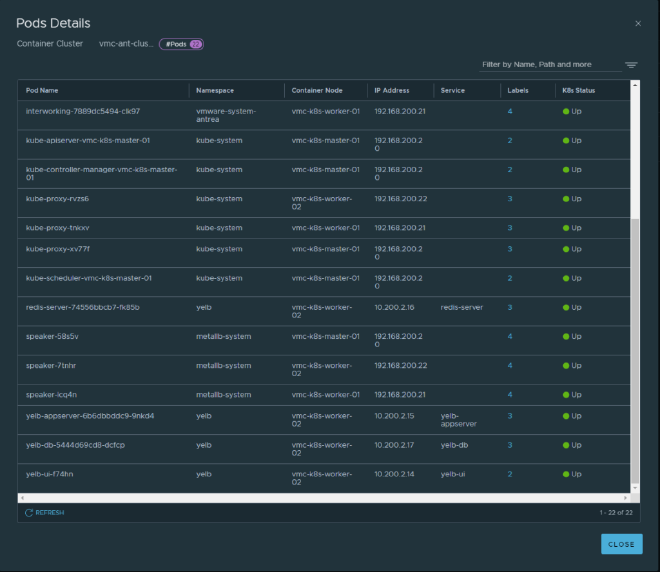 Pods Details
Container Cluster vmc-ant-clus... #Pods 22
Filter by Name, Path and more
Pod Name Namespace Container Node IP Address Service Labels K8s Status
interworking-7889dc5494-clk97 vmware-system-antrea vmc-k8s-worker-01 192.168.200.21 4 Up
kube-apiserver-vmc-k8s-master-01 kube-system vmc-k8s-master-01 192.168.200.20 2 Up
kube-controller-manager-vmc-k8s-master-01 kube-system vmc-k8s-master-01 192.168.200.20 2 Up
kube-proxy-rvzs6 kube-system vmc-k8s-worker-02 192.168.200.22 3 Up
kube-proxy-tnkxv kube-system vmc-k8s-worker-01 192.168.200.21 3 Up
kube-proxy-xv77f kube-system vmc-k8s-master-01 192.168.200.20 3 Up
kube-scheduler-vmc-k8s-master-01 kube-system vmc-k8s-master-01 192.168.200.20 2 Up
redis-server-74556bbcb7-fk85b yelb vmc-k8s-worker-02 10.200.2.16 redis-server 3 Up
speaker-58s5v metallb-system vmc-k8s-master-01 192.168.200.20 4 Up
speaker-7tnhr metallb-system vmc-k8s-worker-02 192.168.200.22 4 Up
speaker-lcq4n metallb-system vmc-k8s-worker-01 192.168.200.21 4 Up
yelb-appserver-6b6dbbddc9-9nkd4 yelb vmc-k8s-worker-02 10.200.2.15 yelb-appserver 3 Up
yelb-db-5444d69cd8-dcfcp yelb vmc-k8s-worker-02 10.200.2.17 yelb-db 3 Up
yelb-ui-f74hn yelb vmc-k8s-worker-02 10.200.2.14 yelb-ui 2 Up
REFRESH 1 - 22 of 22
CLOSE